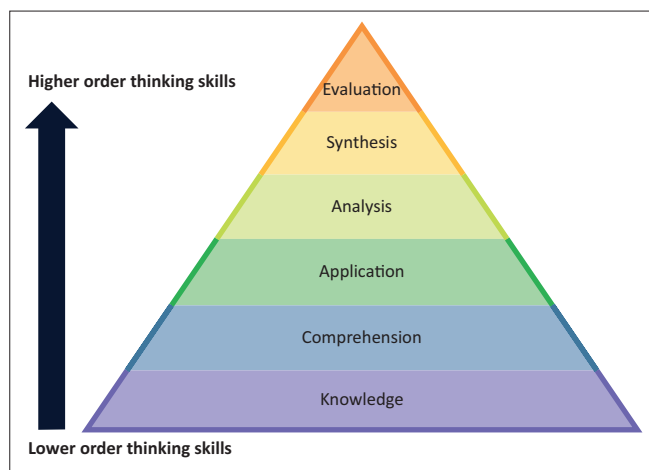 Higher order thinking skills
Evaluation
Synthesis
Analysis
Application
Comprehension
Knowledge
Lower order thinking skills